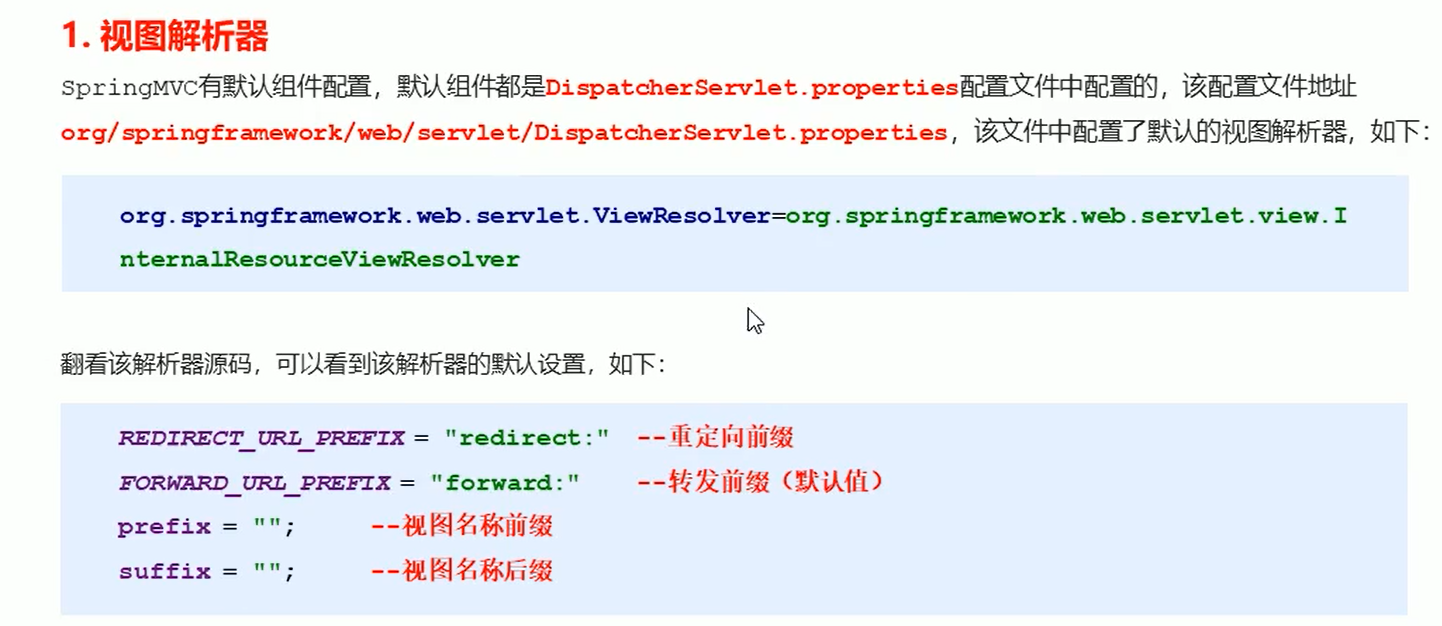 1. 视图解析器
SpringMVC有默认组件配置，默认组件都是DispatcherServlet.properties配置文件中配置的，该配置文件地址
org/springframework/web/servlet/DispatcherServlet.properties，该文件中配置了默认的视图解析器，如下：
org.springframework.web.servlet.ViewResolver=org.springframework.web.servlet.view.I
nternalResourceViewResolver
翻看该解析器源码，可以看到该解析器的默认设置，如下：
REDIRECT_URL_PREFIX = "redirect:" --重定向前缀
FORWARD_URL_PREFIX = "forward:" --转发前缀（默认值）
prefix = ""; --视图名称前缀
suffix = ""; --视图名称后缀